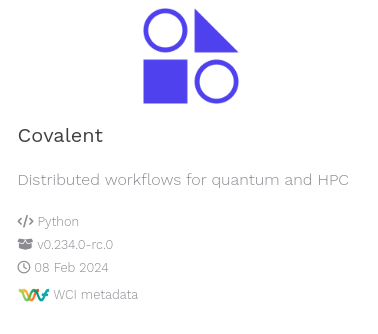 Covalent
Distributed workflows for quantum and HPC
Python
v0.234.0-rc.0
08 Feb 2024
WCI metadata